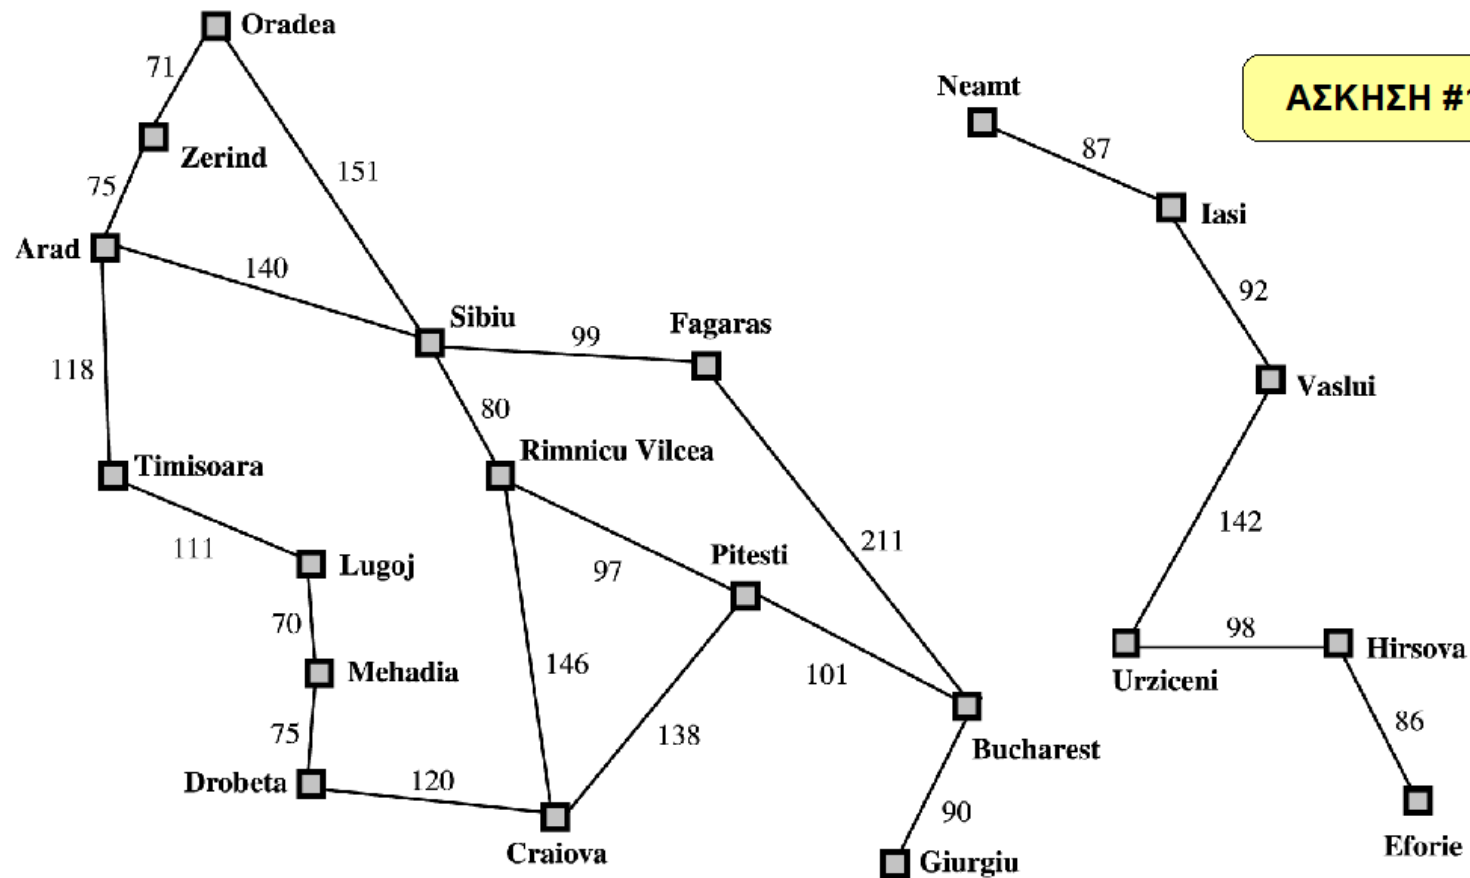 Oradea
71
Neamt
ΑΣΚΗΣΗ #1
87
Zerind
151
75
Iasi
Arad
140
92
Sibiu
99
Fagaras
118
Vaslui
80
Rimnicu Vilcea
Timisoara
142
111
211
Pitesti
Lugoj
97
70
98
Hirsova
146
Mehadia
101
Urziceni
75
138
86
Bucharest
Drobeta
120
90
Craiova
Eforie
Giurgiu